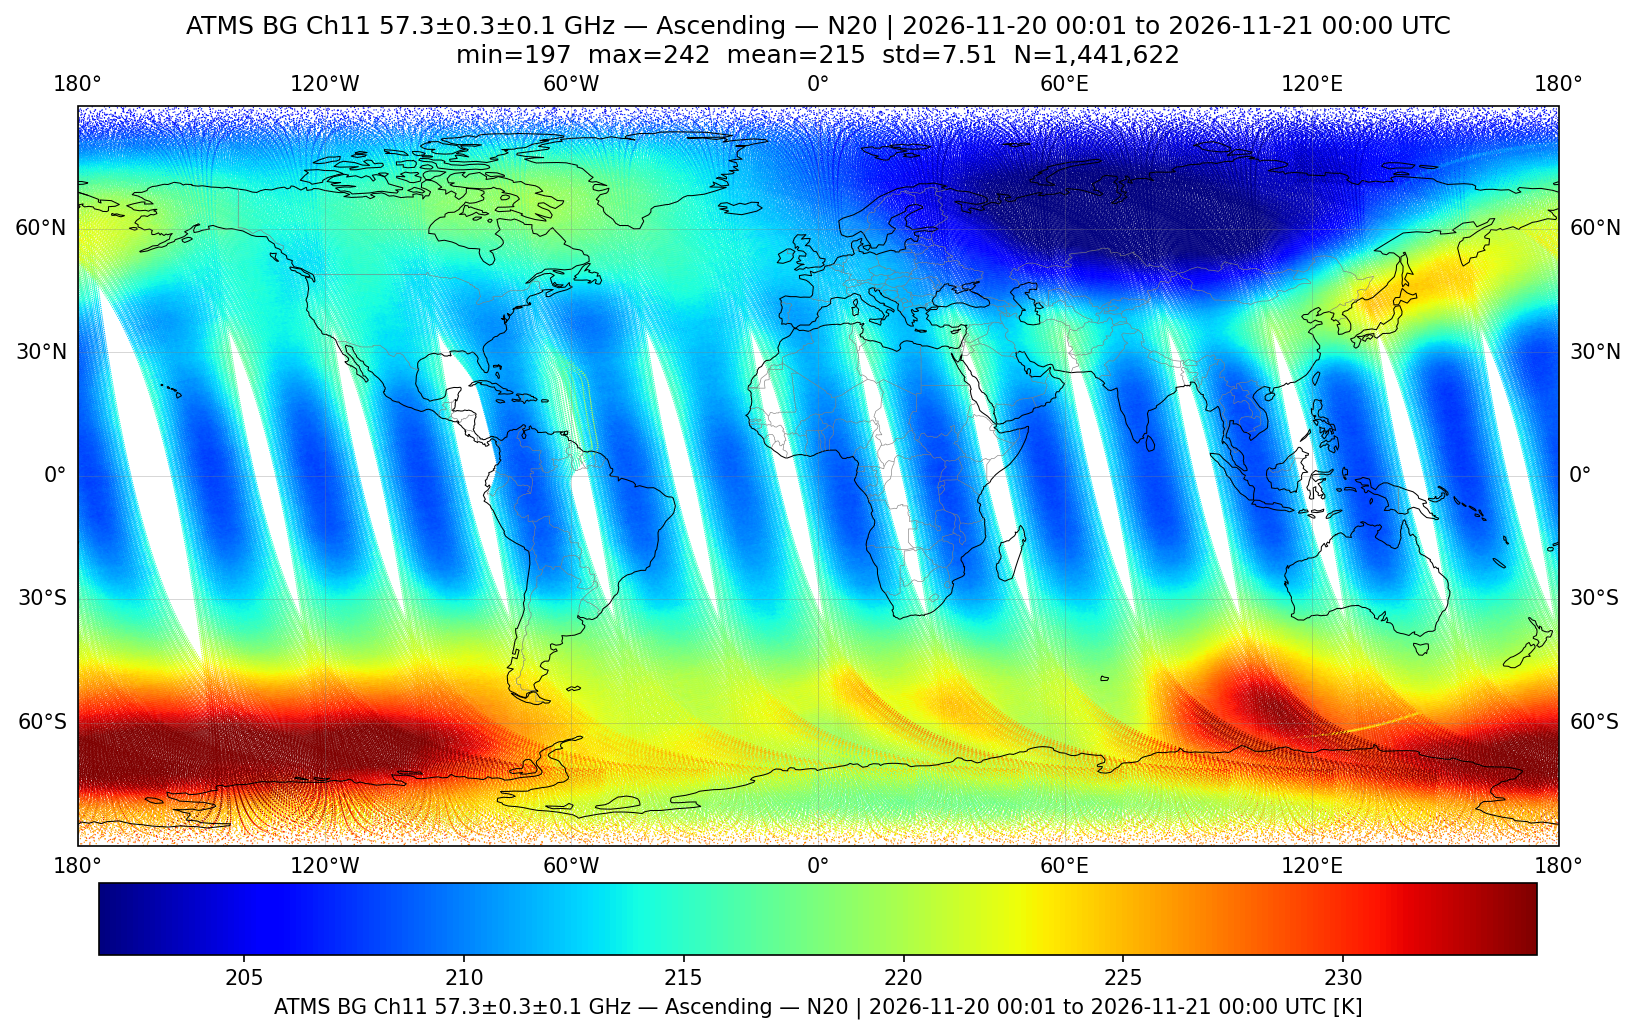 ATMS BG Ch11 57.3±0.3±0.1 GHz — Ascending — N20 | 2026-11-20 00:01 to 2026-11-21 00:00 UTC
min=197 max=242 mean=215 std=7.51 N=1,441,622
180° 120°W 60°W 0° 60°E 120°E 180°
60°N 60°N
30°N 30°N
0° 0°
30°S 30°S
60°S 60°S
180° 120°W 60°W 0° 60°E 120°E 180°
205 210 215 220 225 230
ATMS BG Ch11 57.3±0.3±0.1 GHz — Ascending — N20 | 2026-11-20 00:01 to 2026-11-21 00:00 UTC [K]